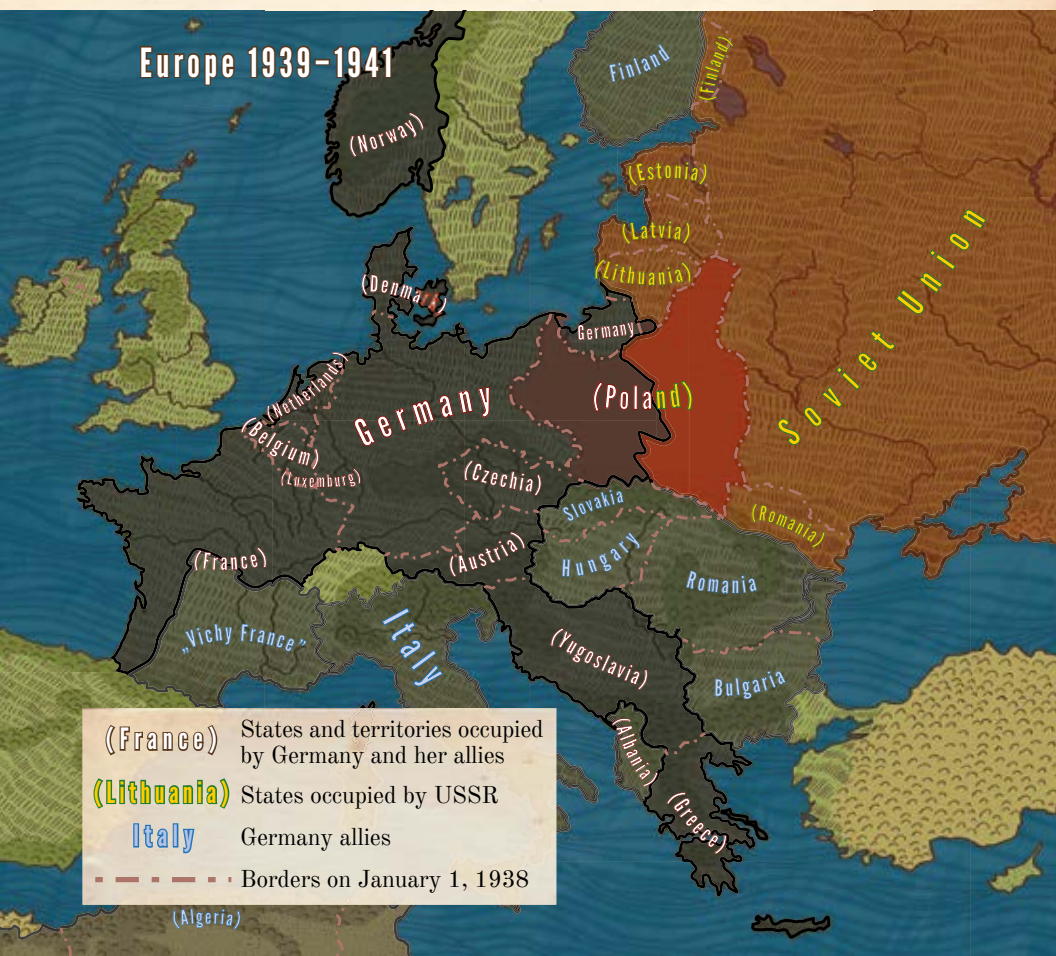 Europe 1939–1941
Finland
(Finland)
(Norway)
(Estonia)
(Latvia)
(Lithuania)
Soviet Union
(Denma
Germany
(Netherlands)
Germany
(Poland)
(Belgium)
(Luxemburg)
(Czechia)
Slovakia
(Romania)
(France)
(Austria)
Hungary
Romania
„Vichy France”
Italy
(Yugoslavia)
Bulgaria
(Albania)
(Greece)
(France) States and territories occupied
by Germany and her allies
(Lithuania) States occupied by USSR
Italy Germany allies
Borders on January 1, 1938
(Algeria)